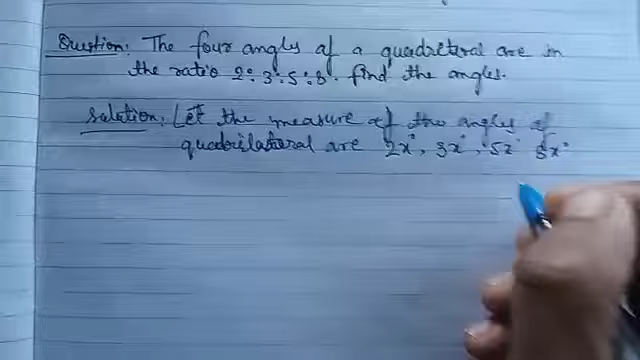 Question: The four angles of a quadriteral are in
the ratio 2:3:5:8. find the angles.
Solution: Let the measure of the angles of
quadrilateral are 2x°, 3x°, 5x° 8x°